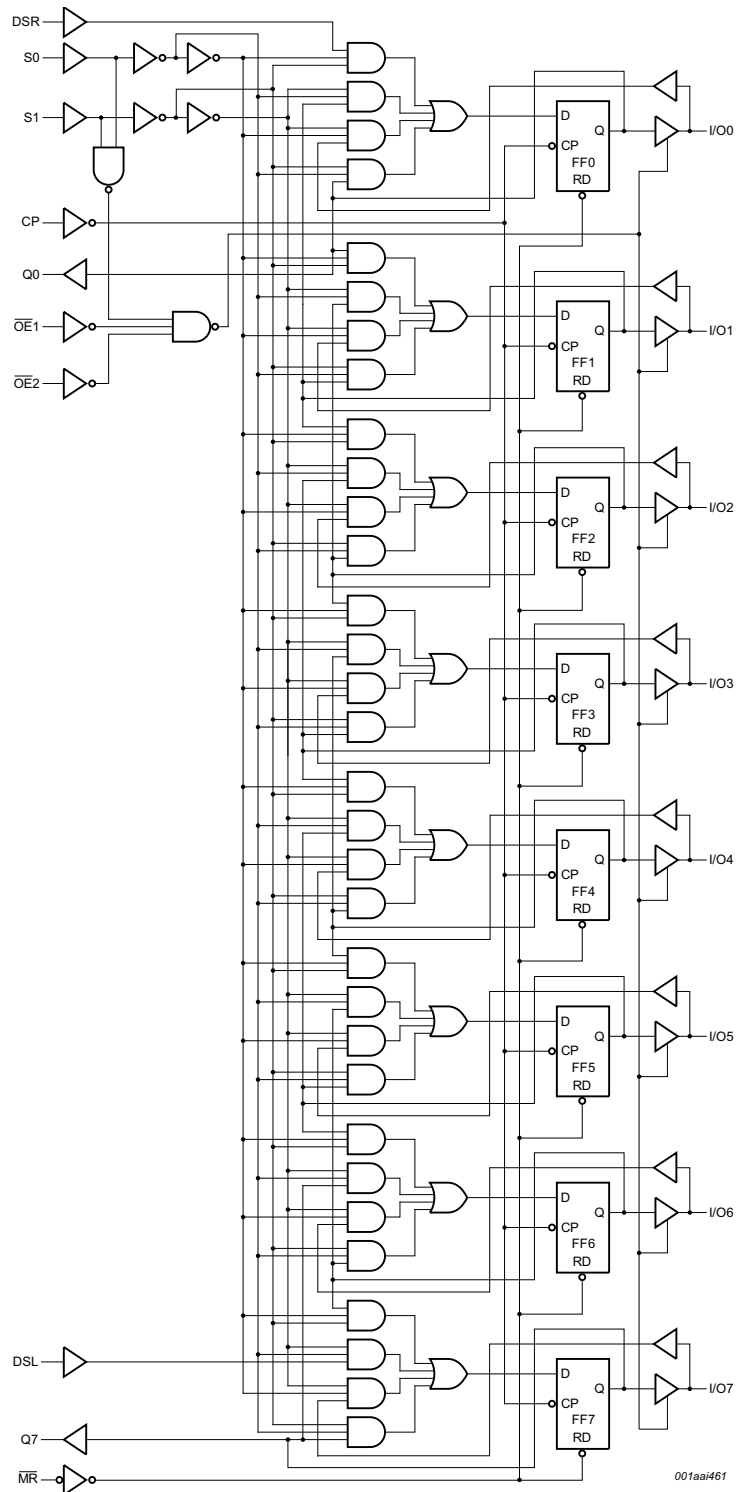 DSR
S0
S1
CP
Q0
OE1
OE2
DSL
Q7
MR
D
Q
CP
FF0
RD
I/O0
D
Q
CP
FF1
RD
I/O1
D
Q
CP
FF2
RD
I/O2
D
Q
CP
FF3
RD
I/O3
D
Q
CP
FF4
RD
I/O4
D
Q
CP
FF5
RD
I/O5
D
Q
CP
FF6
RD
I/O6
D
Q
CP
FF7
RD
I/O7
001aai461